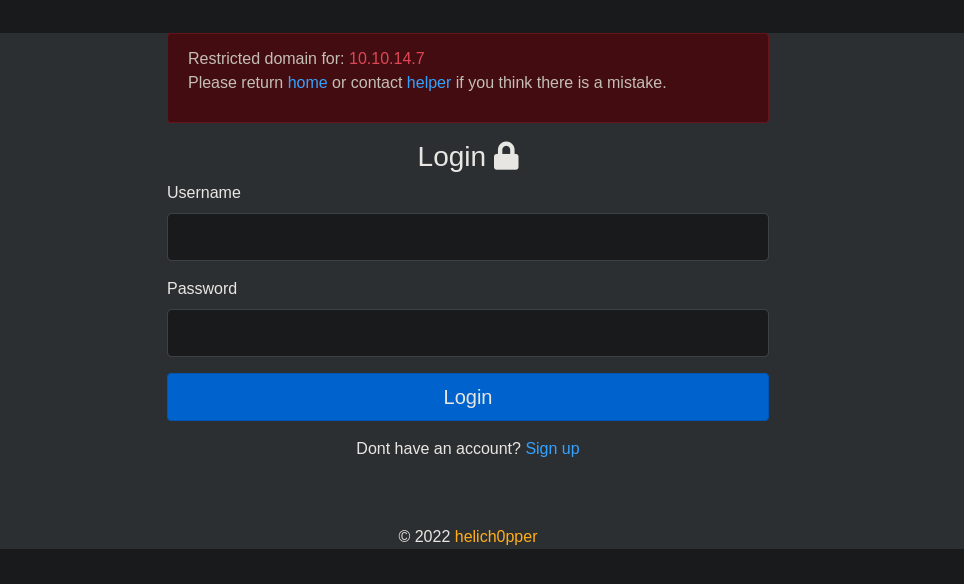 Restricted domain for: 10.10.14.7
Please return home or contact helper if you think there is a mistake.
Login
Username
Password
Login
Dont have an account? Sign up
© 2022 helich0pper